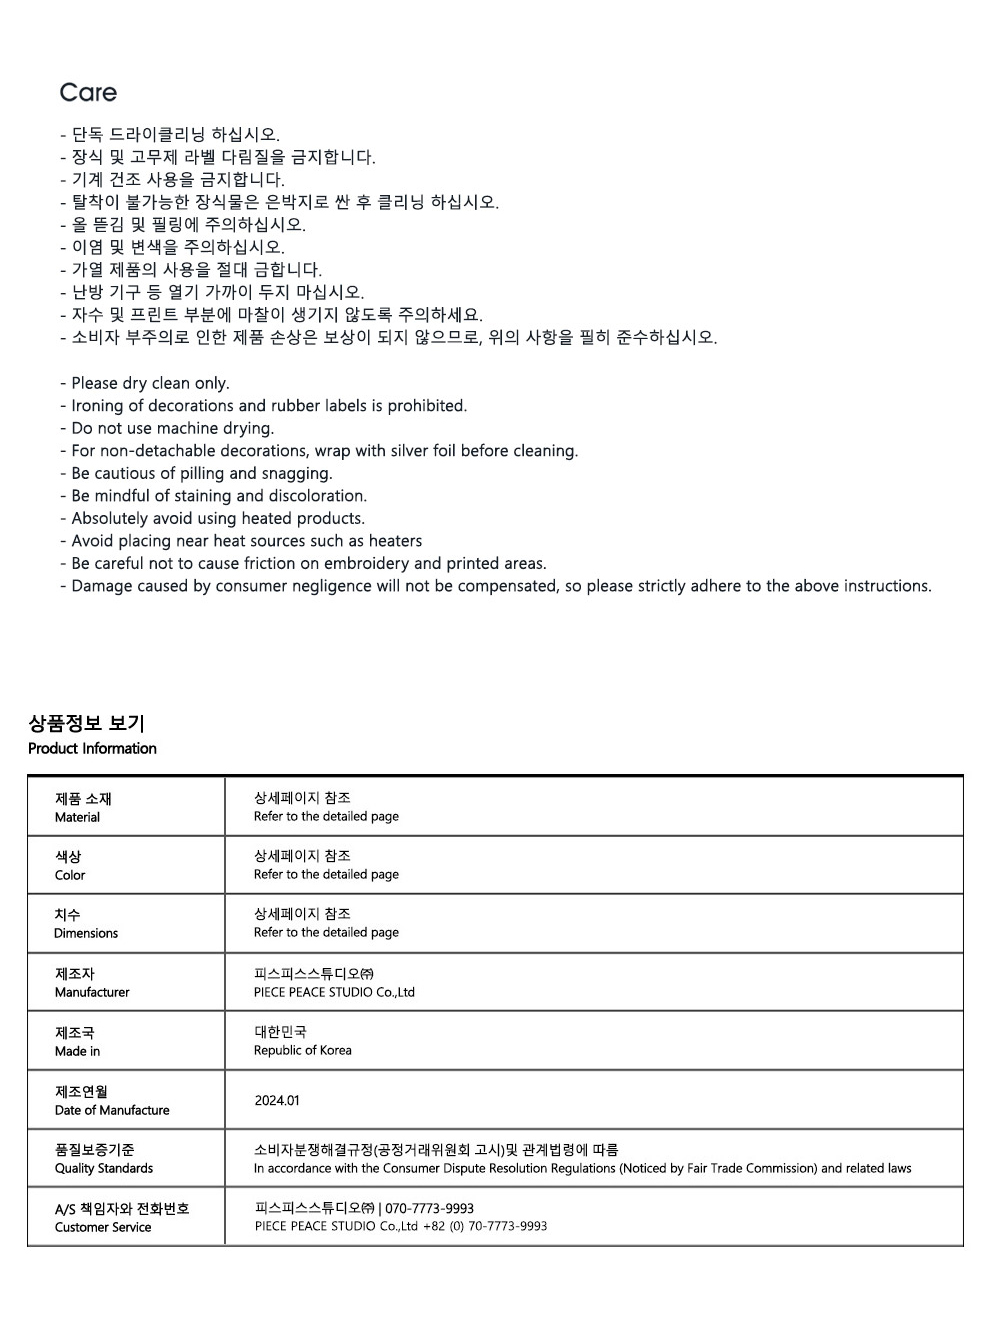 Care
- 단독 드라이클리닝 하십시오.
- 장식 및 고무제 라벨 다림질을 금지합니다.
- 기계 건조 사용을 금지합니다.
- 탈착이 불가능한 장식물은 은박지로 싼 후 클리닝 하십시오.
- 올 뜯김 및 필링에 주의하십시오.
- 이염 및 변색을 주의하십시오.
- 가열 제품의 사용을 절대 금합니다.
- 난방 기구 등 열기 가까이 두지 마십시오.
- 자수 및 프린트 부분에 마찰이 생기지 않도록 주의하세요.
- 소비자 부주의로 인한 제품 손상은 보상이 되지 않으므로, 위의 사항을 필히 준수하십시오.
- Please dry clean only.
- Ironing of decorations and rubber labels is prohibited.
- Do not use machine drying.
- For non-detachable decorations, wrap with silver foil before cleaning.
- Be cautious of pilling and snagging.
- Be mindful of staining and discoloration.
- Absolutely avoid using heated products.
- Avoid placing near heat sources such as heaters
- Be careful not to cause friction on embroidery and printed areas.
- Damage caused by consumer negligence will not be compensated, so please strictly adhere to the above instructions.
상품정보 보기
Product Information
제품 소재
Material
상세페이지 참조
Refer to the detailed page
색상
Color
상세페이지 참조
Refer to the detailed page
치수
Dimensions
상세페이지 참조
Refer to the detailed page
제조자
Manufacturer
피스피스스튜디오㈜
PIECE PEACE STUDIO Co.,Ltd
제조국
Made in
대한민국
Republic of Korea
제조연월
Date of Manufacture
2024.01
품질보증기준
Quality Standards
소비자분쟁해결규정(공정거래위원회 고시)및 관계법령에 따름
In accordance with the Consumer Dispute Resolution Regulations (Noticed by Fair Trade Commission) and related laws
A/S 책임자와 전화번호
Customer Service
피스피스스튜디오㈜ | 070-7773-9993
PIECE PEACE STUDIO Co.,Ltd +82 (0) 70-7773-9993